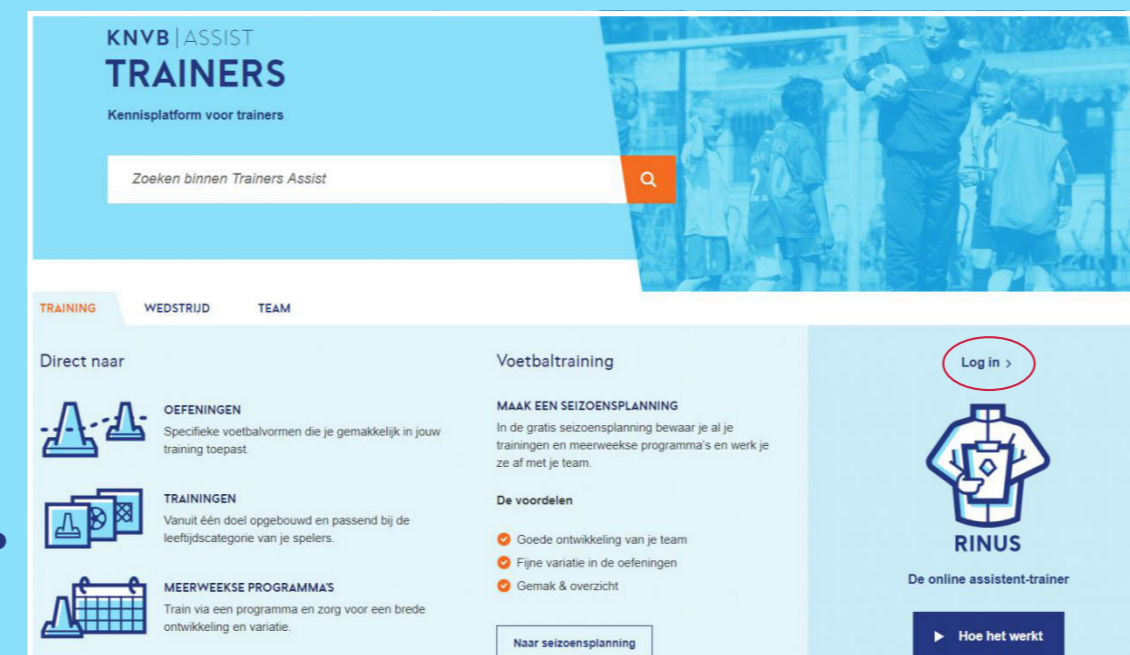 KNVB | ASSIST
TRAINERS
Kennisplatform voor trainers
Zoeken binnen Trainers Assist
TRAINING
WEDSTRIJD
TEAM
Direct naar
OEFENINGEN
Specifieke voetbalvormen die je gemakkelijk in jouw
training toepast.
TRAININGEN
Vanuit één doel opgebouwd en passend bij de
leeftijdscategorie van je spelers.
MEERWEEKSE PROGRAMMA'S
Train via een programma en zorg voor een brede
ontwikkeling en variatie.
Voetbaltraining
MAAK EEN SEIZOENSPLANNING
In de gratis seizoensplanning bewaar je al je
trainingen en meerweekse programma's en werk je
ze af met je team.
De voordelen
Goede ontwikkeling van je team
Fijne variatie in de oefeningen
Gemak & overzicht
Naar seizoensplanning
Log in >
RINUS
De online assistent-trainer
Hoe het werkt